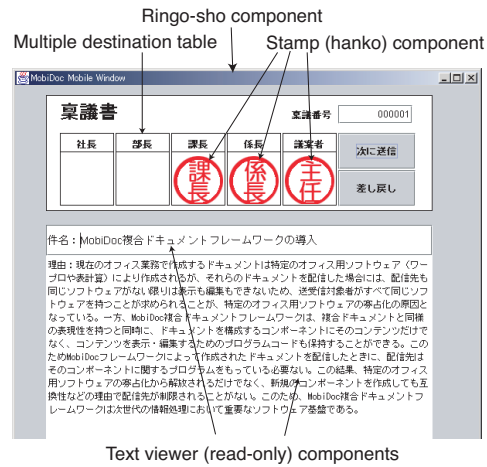 Ringo-sho component
Multiple destination table
Stamp (hanko) component
MobiDoc Mobile Window
稟議書
稟議番号
000001
社長 部長 課長 係長 議案者
課長 係長 主任
次に送信
差し戻し
件名：MobiDoc複合ドキュメントフレームワークの導入
理由：現在のオフィス業務で作成するドキュメントは特定のオフィス用ソフトウェア（ワー
プロや表計算）により作成されるが、それらのドキュメントを配信した場合には、配信先も
同じソフトウェアがない限りは表示も編集もできないため、送受信対象者がすべて同じソフ
トウェアを持つことが求められることが、特定のオフィス用ソフトウェアの寡占化の原因と
なっている。一方、MobiDoc複合ドキュメントフレームワークは、複合ドキュメントと同様
の表現性を持つと同時に、ドキュメントを構成するコンポーネントにそのコンテンツだけで
なく、コンテンツを表示・編集するためのプログラムコードも保持することができる。この
ためMobiDocフレームワークによって作成されたドキュメントを配信したときに、配信先は
そのコンポーネントに関するプログラムをもっている必要ない。この結果、特定のオフィス
用ソフトウェアの寡占化から解放されるだけでなく、新規のコンポーネントを作成しても互
換性などの理由で配信先が制限されることがない。このため、MobiDoc複合ドキュメントフ
レームワークは次世代の情報処理において重要なソフトウェア基盤である。
Text viewer (read-only) components